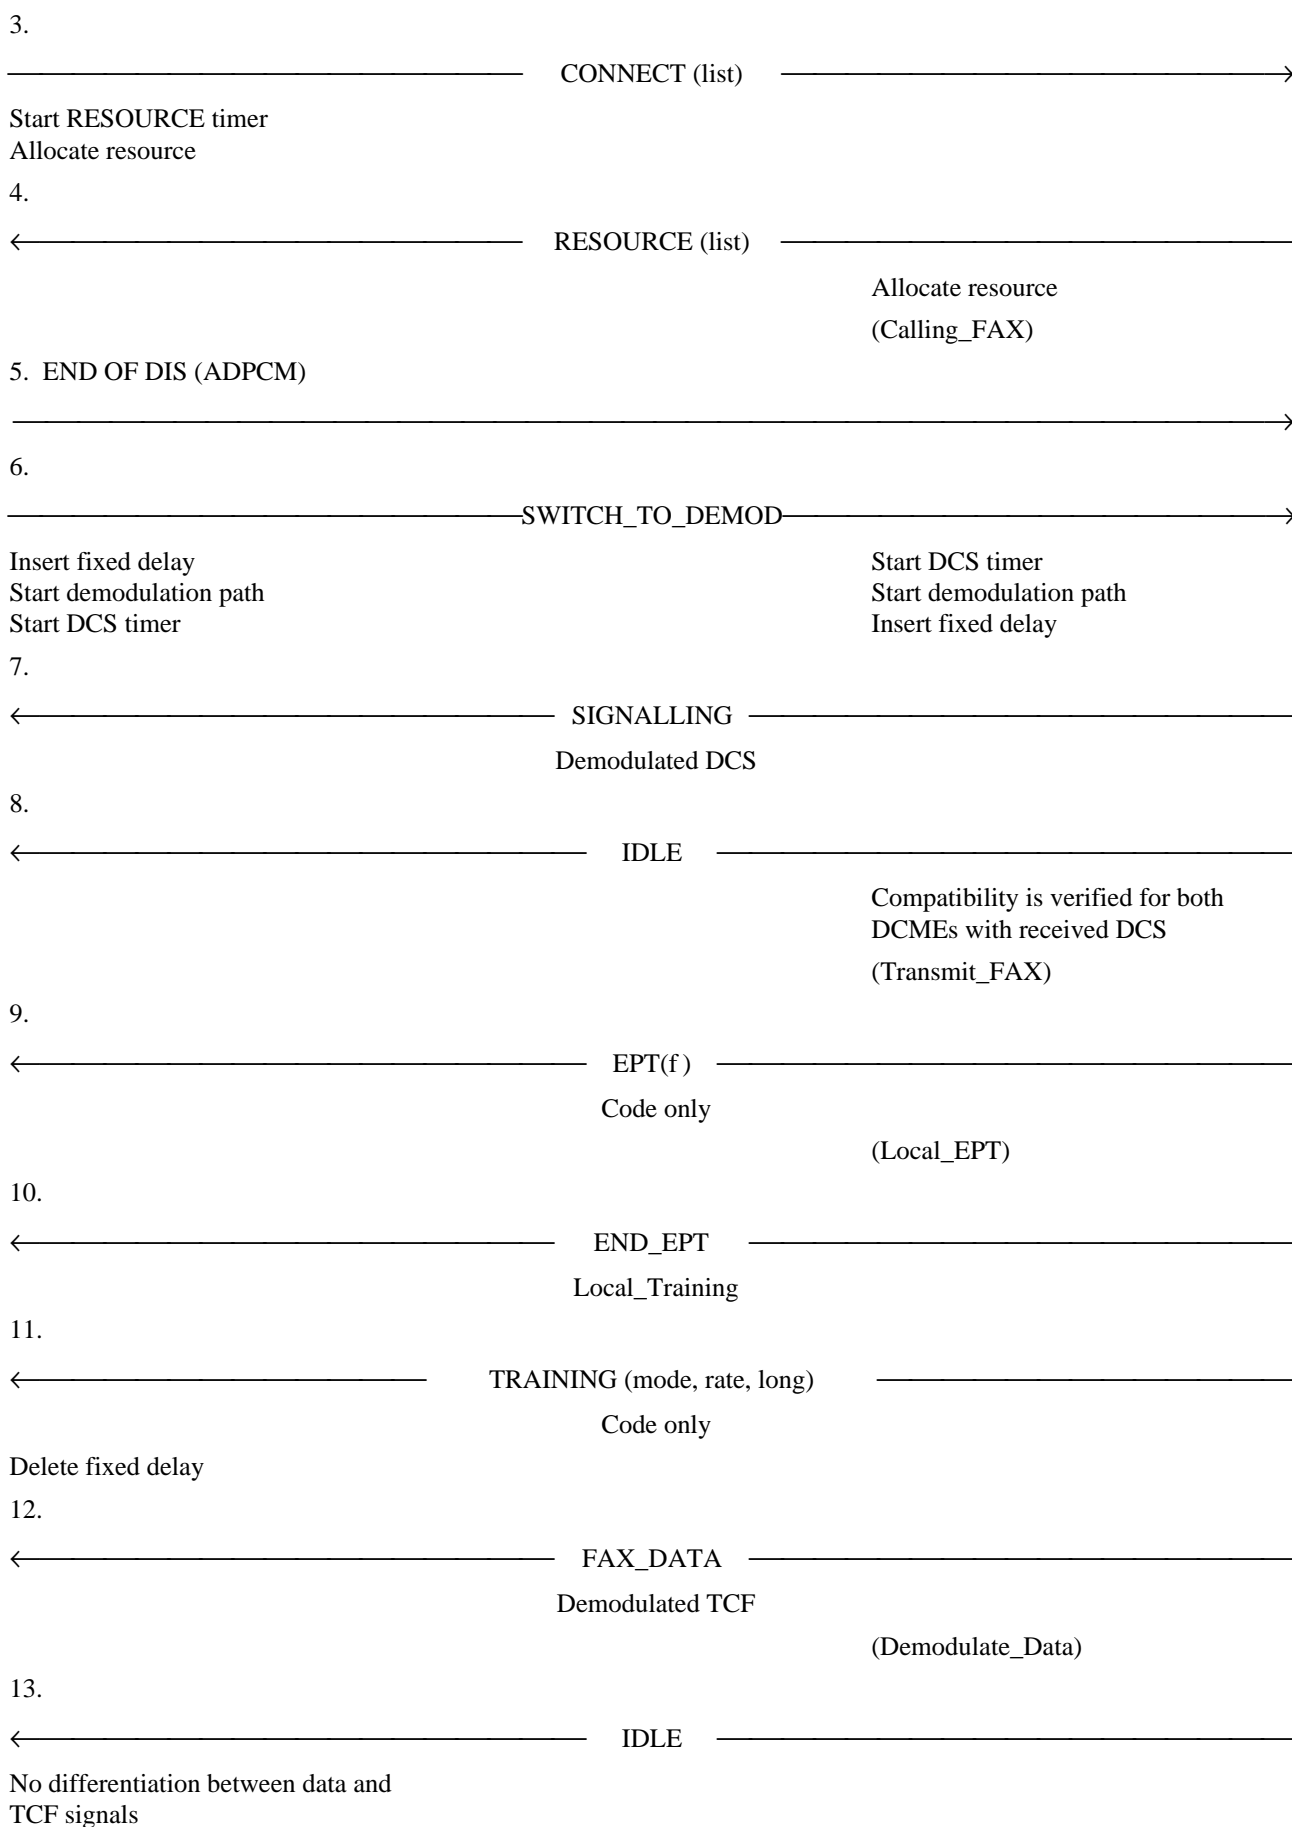 3.
CONNECT (list)
Start RESOURCE timer
Allocate resource
4.
RESOURCE (list)
Allocate resource
(Calling_FAX)
5. END OF DIS (ADPCM)
6.
SWITCH_TO_DEMOD
Insert fixed delay
Start demodulation path
Start DCS timer
Start DCS timer
Start demodulation path
Insert fixed delay
7.
SIGNALLING
Demodulated DCS
8.
IDLE
Compatibility is verified for both
DCMEs with received DCS
(Transmit_FAX)
9.
EPT(f )
Code only
(Local_EPT)
10.
END_EPT
Local_Training
11.
TRAINING (mode, rate, long)
Code only
Delete fixed delay
12.
FAX_DATA
Demodulated TCF
(Demodulate_Data)
13.
IDLE
No differentiation between data and
TCF signals